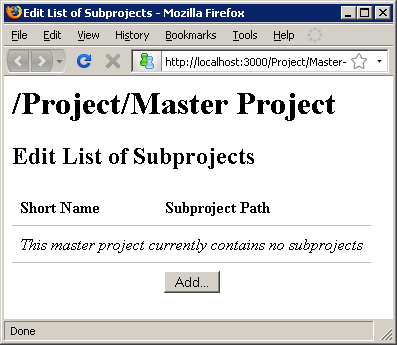 Edit List of Subprojects - Mozilla Firefox
File Edit View History Bookmarks Tools Help
http://localhost:3000/Project/Master-
/Project/Master Project
Edit List of Subprojects
Short Name Subproject Path
This master project currently contains no subprojects
Add...
Done